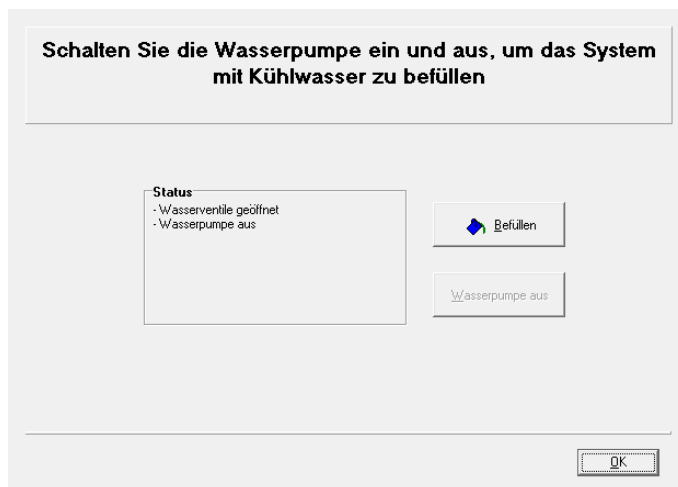 Schalten Sie die Wasserpumpe ein und aus, um das System
mit Kühlwasser zu befüllen
Status
- Wasserventile geöffnet
- Wasserpumpe aus
Befüllen
Wasserpumpe aus
OK